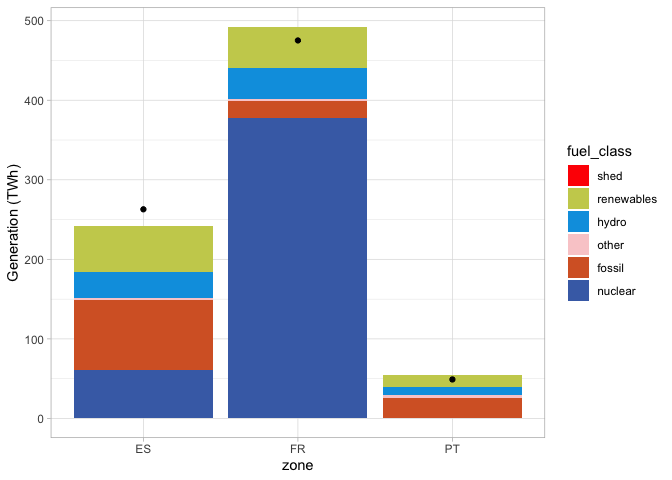 500
400
300
200
100
0
Generation (TWh)
ES FR PT
zone
fuel_class
shed
renewables
hydro
other
fossil
nuclear